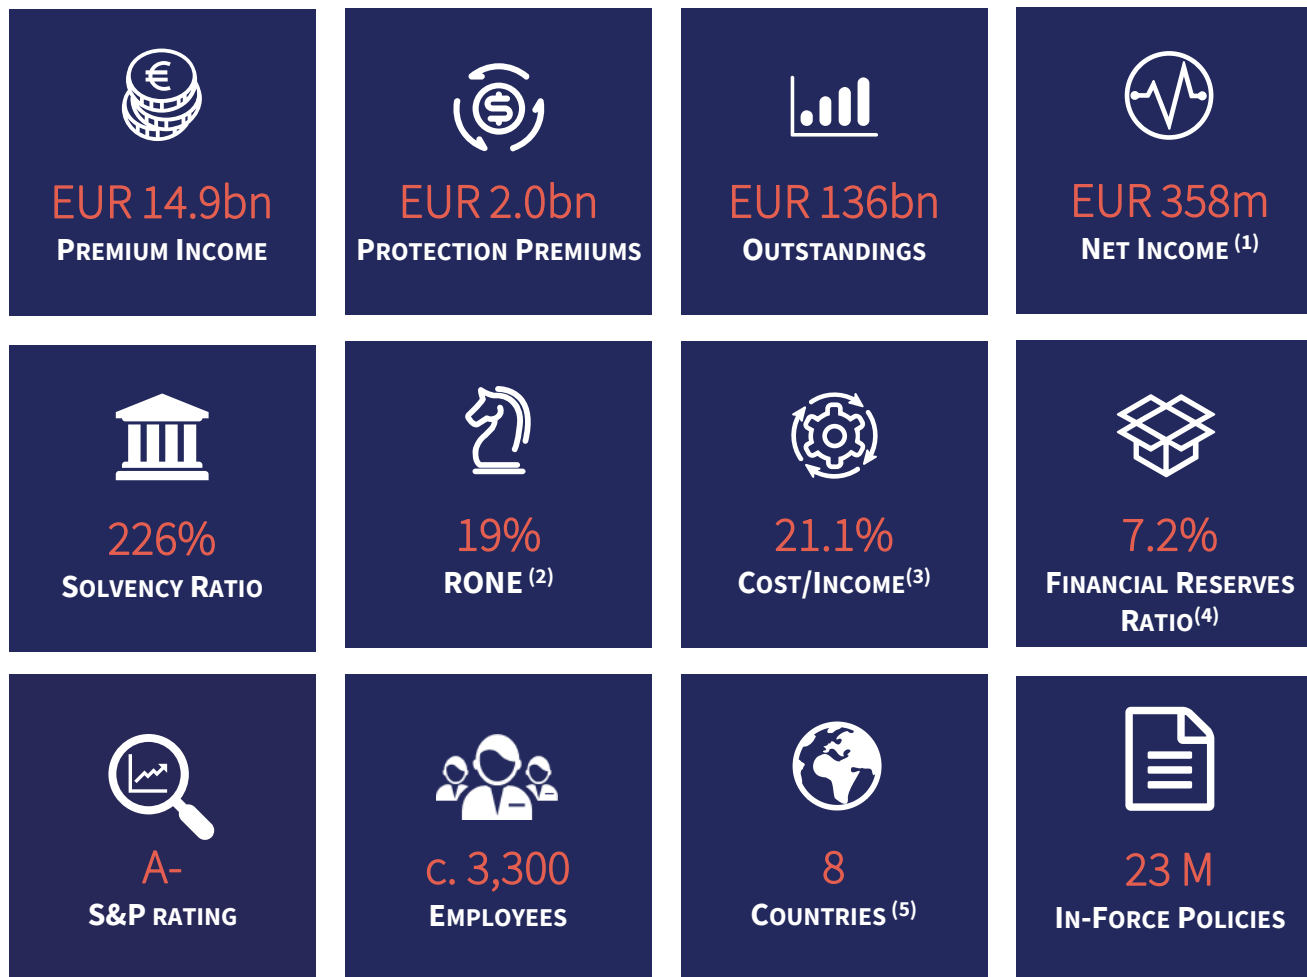 EUR 14.9bn
PREMIUM INCOME
EUR 2.0bn
PROTECTION PREMIUMS
EUR 136bn
OUTSTANDINGS
EUR 358m
NET INCOME (1)
226%
SOLVENCY RATIO
19%
RONE (2)
21.1%
COST/INCOME(3)
7.2%
FINANCIAL RESERVES
RATIO(4)
A-
S&P RATING
c. 3,300
EMPLOYEES
8
COUNTRIES (5)
23 M
IN-FORCE POLICIES